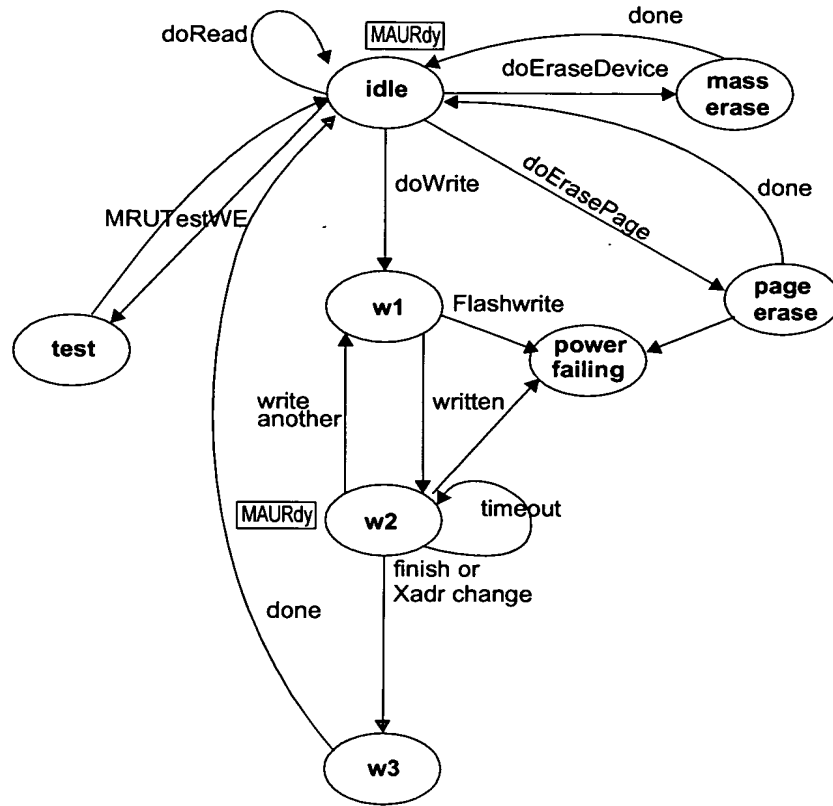 done
doRead
MAURdy
idle
doEraseDevice
mass
erase
doWrite
doErasePage
done
MRUTestWE
w1
Flashwrite
page
erase
test
power
failing
write
another
written
MAURdy
w2
timeout
finish or
Xadr change
done
w3